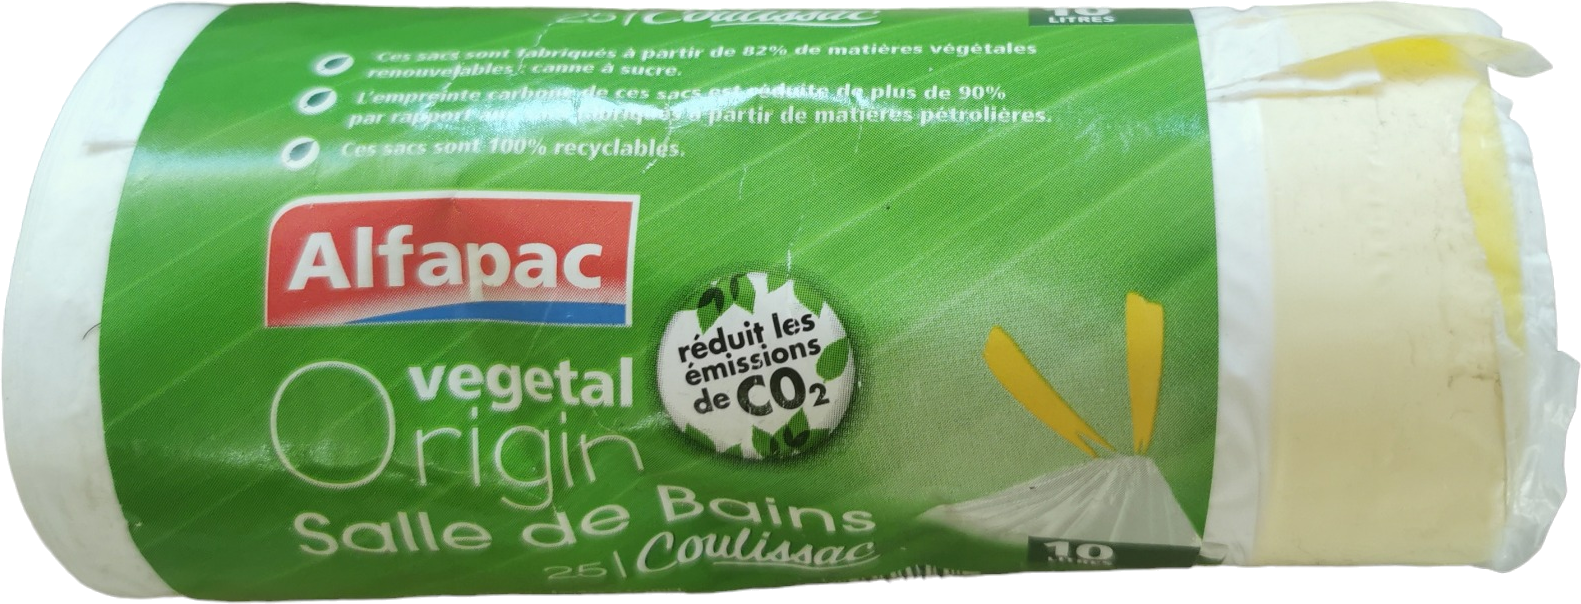 25 | Coulissac
10
LITRES
Ces sacs sont fabriqués à partir de 82% de matières végétales
renouvelables : canne à sucre.
L'empreinte carbone de ces sacs est réduite de plus de 90%
par rapport fabriqués à partir de matières pétrolières.
Ces sacs sont 100% recyclables.
Alfapac
réduit les
émissions
de CO2
vegetal
Origin
Salle de Bains
25 | Coulissac
10
LITRES